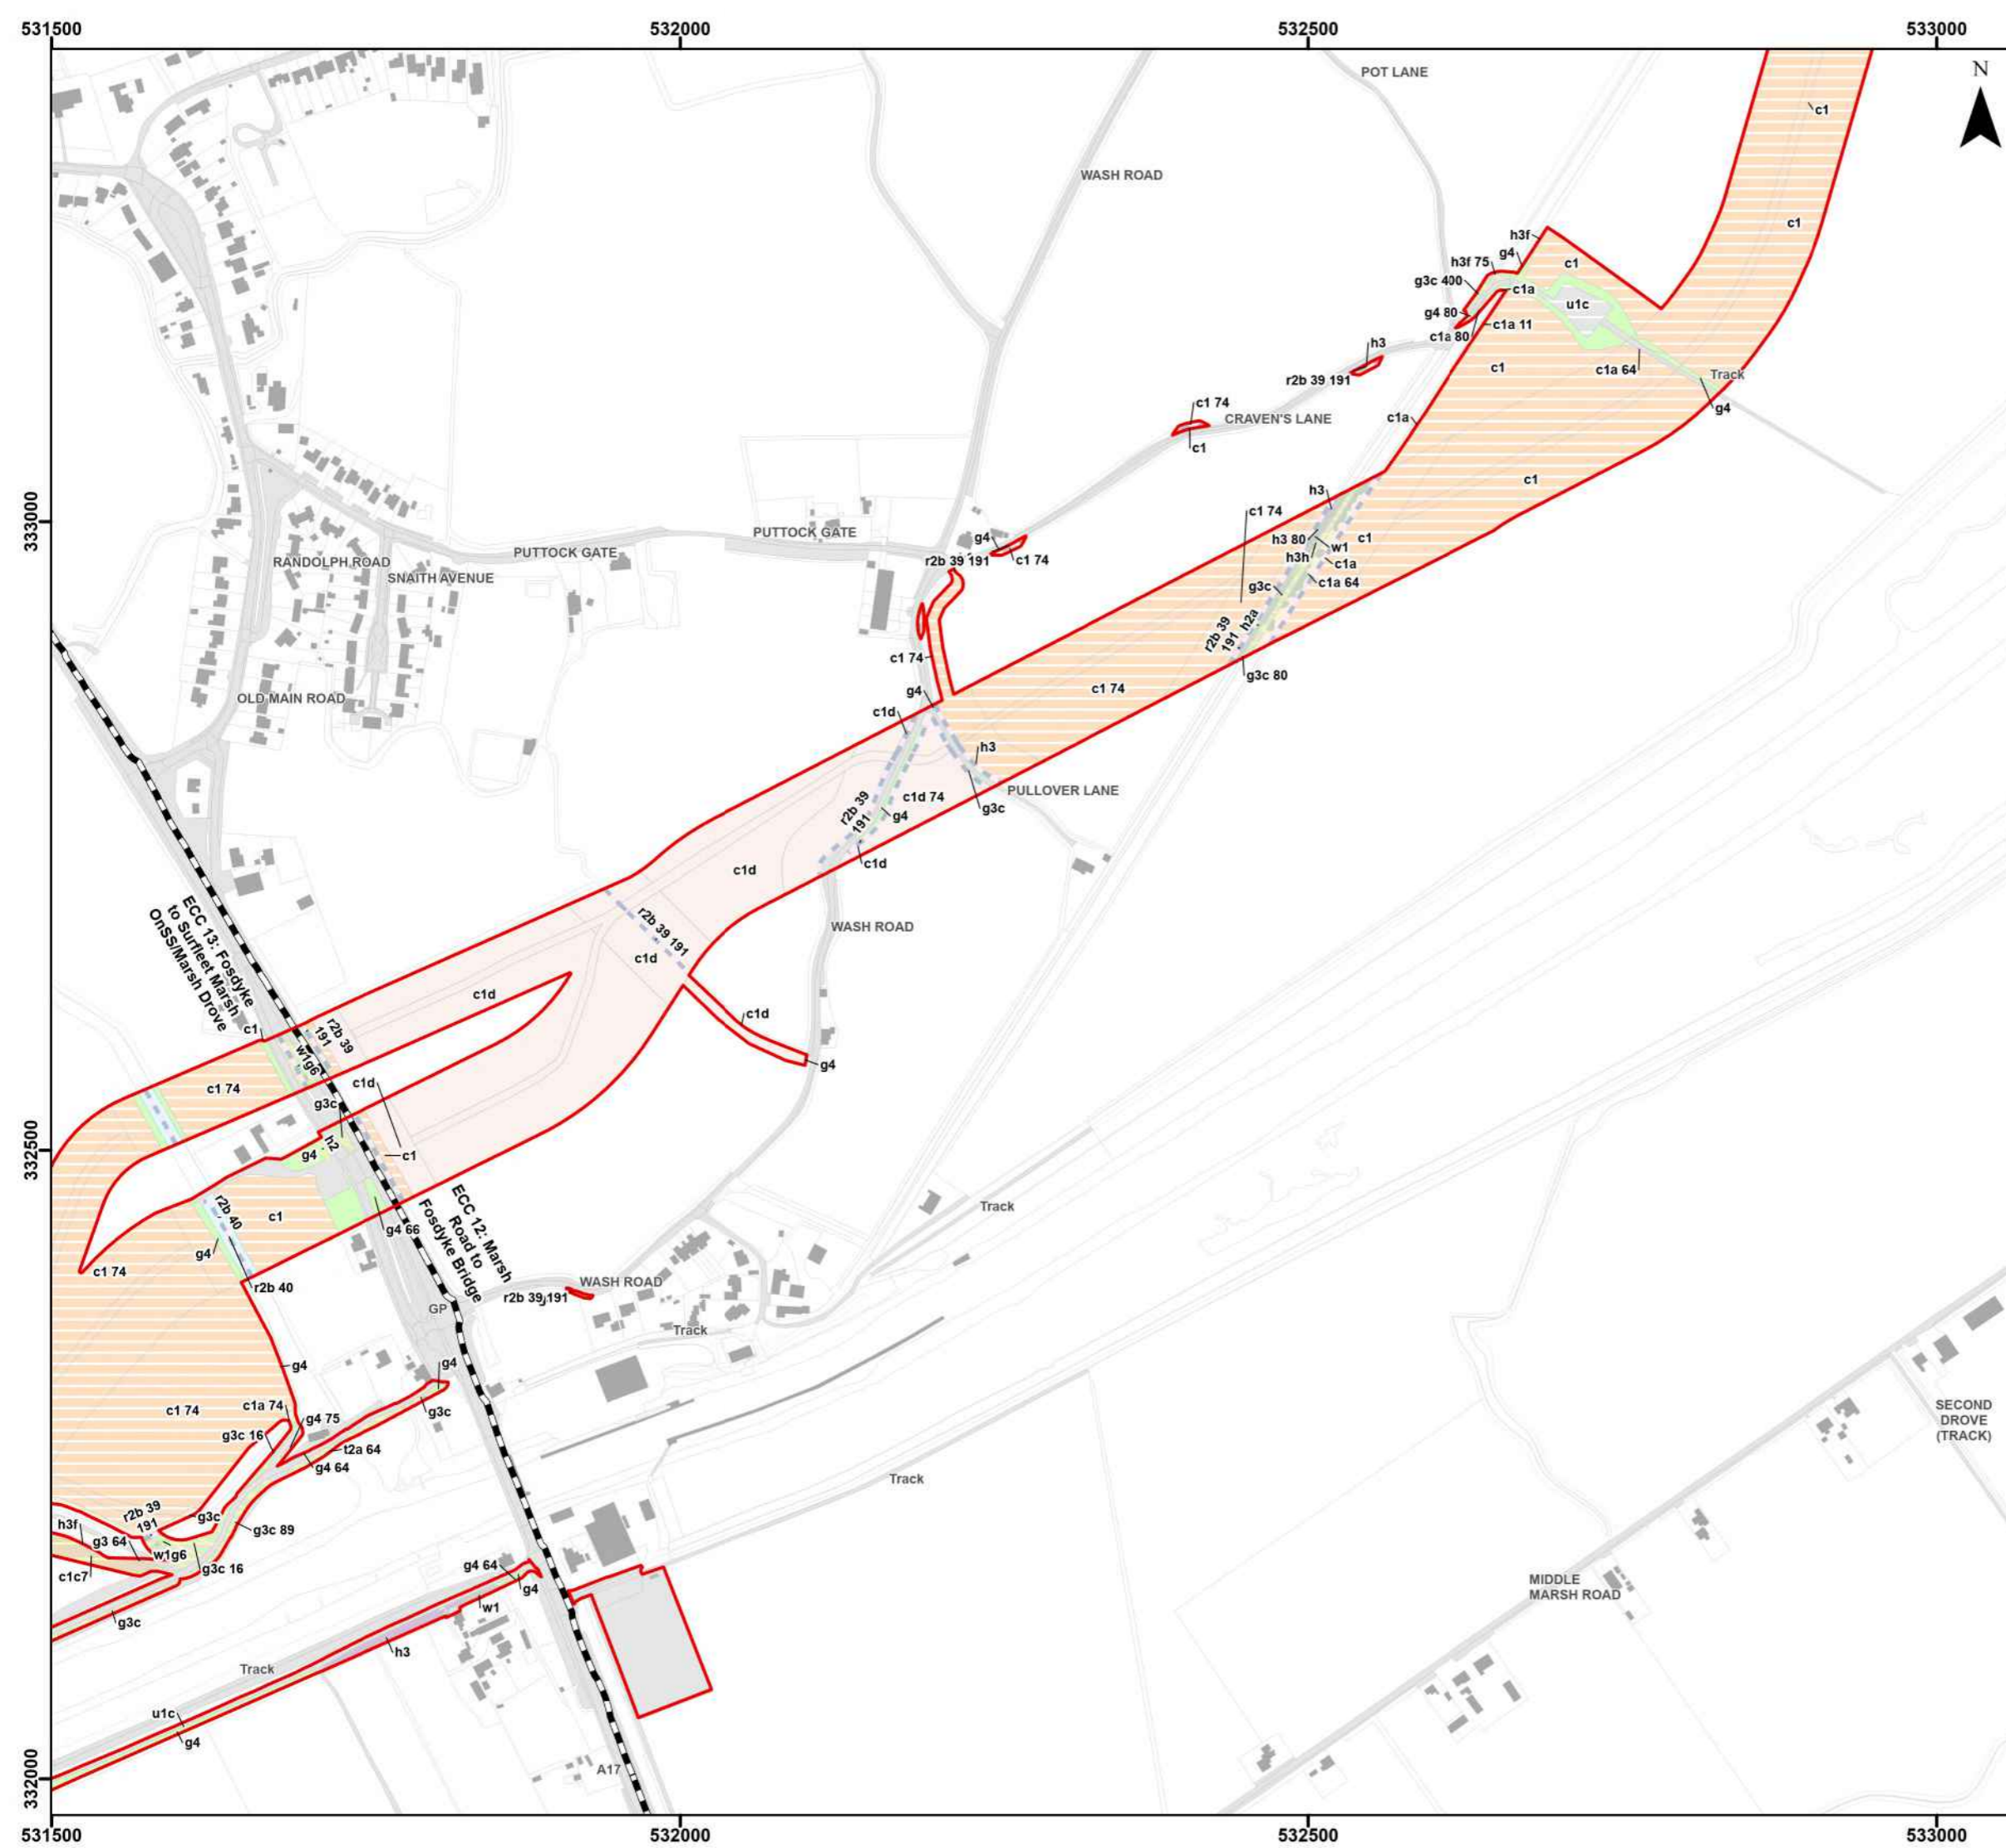 531500
532000
532500
533000
N
POT LANE
c1
WASH ROAD
c1
h3f
g4
c1
h3f 75
g3c 400
c1a
u1c
g4 80
c1a 11
c1a 80
h3
c1
c1a 64
Track
r2b 39 191
g4
c1 74
CRAVEN'S LANE
c1a
c1
c1
h3
c1 74
333000
PUTTOCK GATE
PUTTOCK GATE
g4
h3 80
w1
c1
RANDOLPH ROAD
r2b 39 191
c1 74
h3h
c1a
SNAITH AVENUE
c1a 64
g3c
h2a
r2b 39
191
c1 74
g3c 80
g4
c1 74
OLD MAIN ROAD
c1d
h3
PULLOVER LANE
c1d 74
g3c
r2b 39
191
g4
c1d
c1d
ECC 13: Fosdyke
to Surfleet Marsh
OnSS/Marsh Drove
r2b 39 191
WASH ROAD
c1d
c1d
c1d
c1
r2b 39
191
w1g6
g4
c1d
c1 74
g3c
332500
h2
g4
c1
ECC 12: Marsh
Road to
Fosdyke Bridge
r2b 40
c1
g4 66
Track
g4
c1 74
r2b 40
WASH ROAD
r2b 39
191
GP
Track
g4
g4
c1a 74
g4 75
g3c
c1 74
SECOND
DROVE
(TRACK)
g3c 16
t2a 64
g4 64
Track
r2b 39
191
g3c
h3f
g3c 89
g3 64
w1g6
g3c 16
c1c7
g4 64
g4
MIDDLE
MARSH ROAD
w1
g3c
h3
Track
u1c
g4
332000
A17
531500
532000
532500
533000